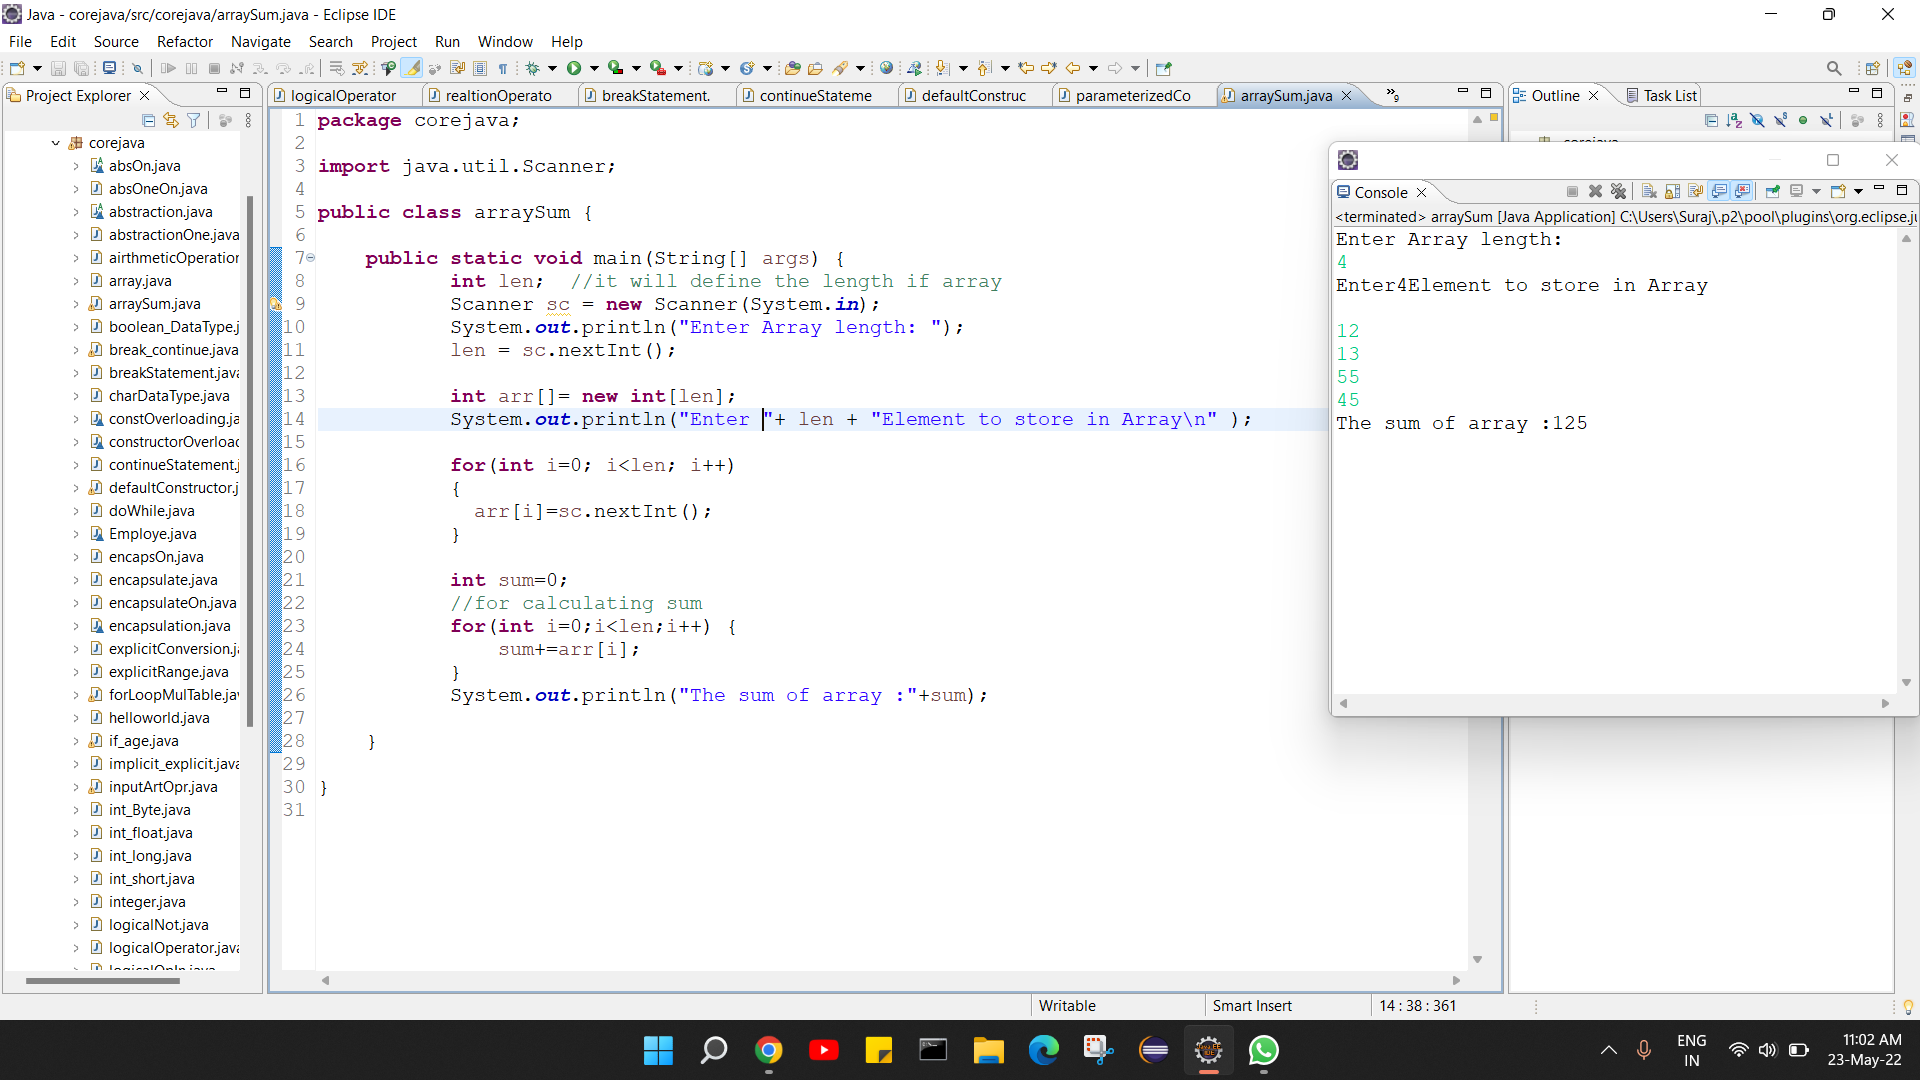 Java - corejava/src/corejava/arraySum.java - Eclipse IDE
File Edit Source Refactor Navigate Search Project Run Window Help
Project Explorer
corejava
absOn.java
absOneOn.java
abstraction.java
abstractionOne.java
airthmeticOperation
array.java
arraySum.java
boolean_DataType.j
break_continue.java
breakStatement.java
charDataType.java
constOverloading.ja
constructorOverloac
continueStatement.j
defaultConstructor.j
doWhile.java
Employe.java
encapsOn.java
encapsulate.java
encapsulateOn.java
encapsulation.java
explicitConversion.ja
explicitRange.java
forLoopMulTable.jav
helloworld.java
if_age.java
implicit_explicit.java
inputArtOpr.java
int_Byte.java
int_float.java
int_long.java
int_short.java
integer.java
logicalNot.java
logicalOperator.java
logicalOpIn.java
logicalOperator realtionOperato breakStatement. continueStateme defaultConstruc parameterizedCo arraySum.java »9
1 package corejava;
2
3 import java.util.Scanner;
4
5 public class arraySum {
6
7 public static void main(String[] args) {
8 int len; //it will define the length if array
9 Scanner sc = new Scanner(System.in);
10 System.out.println("Enter Array length: ");
11 len = sc.nextInt();
12
13 int arr[]= new int[len];
14 System.out.println("Enter "+ len + "Element to store in Array\n" );
15
16 for(int i=0; i<len; i++)
17 {
18 arr[i]=sc.nextInt();
19 }
20
21 int sum=0;
22 //for calculating sum
23 for(int i=0;i<len;i++) {
24 sum+=arr[i];
25 }
26 System.out.println("The sum of array :"+sum);
27
28 }
29
30 }
31
Outline Task List
corejava
Console
<terminated> arraySum [Java Application] C:\Users\Suraj\.p2\pool\plugins\org.eclipse.ju
Enter Array length:
4
Enter4Element to store in Array
12
13
55
45
The sum of array :125
Writable Smart Insert 14 : 38 : 361
ENG
IN
11:02 AM
23-May-22